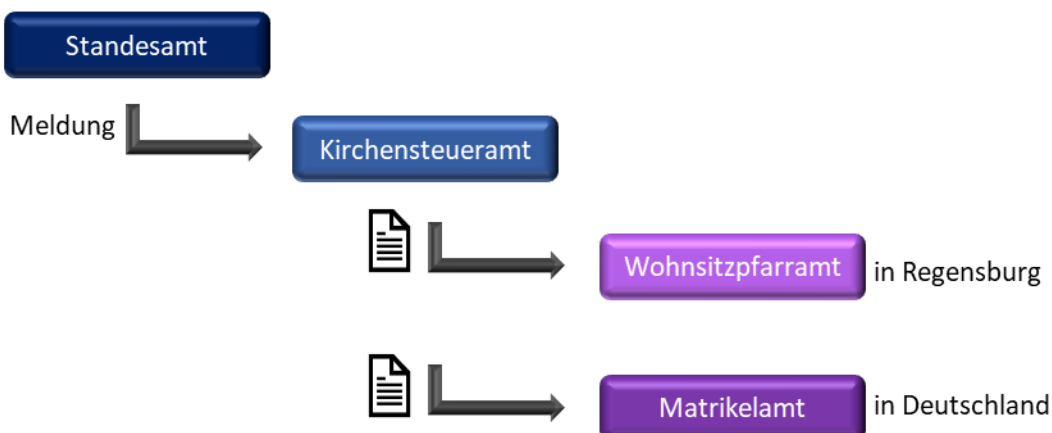 Standesamt
Meldung
Kirchensteueramt
Wohnsitzpfarramt in Regensburg
Matrikelamt in Deutschland